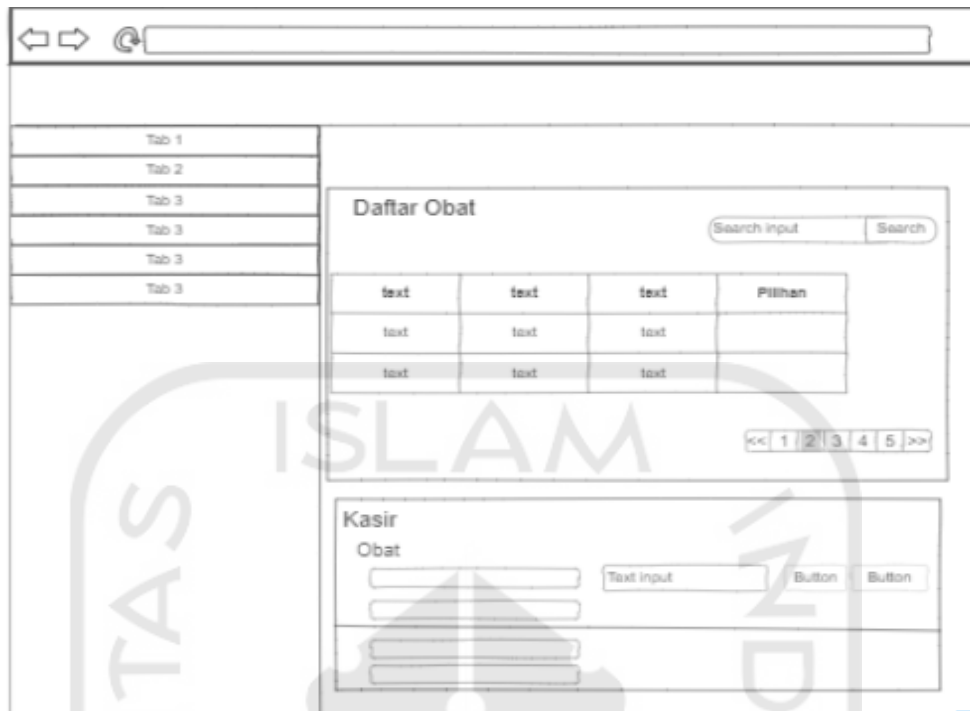 Tab 1
Tab 2
Tab 3
Tab 3
Tab 3
Tab 3
Daftar Obat
Search input Search
text text text Pilihan
text text text
text text text
<< 1 2 3 4 5 >>
Kasir
Obat
Text input Button Button
ISLAM
TAS
IND